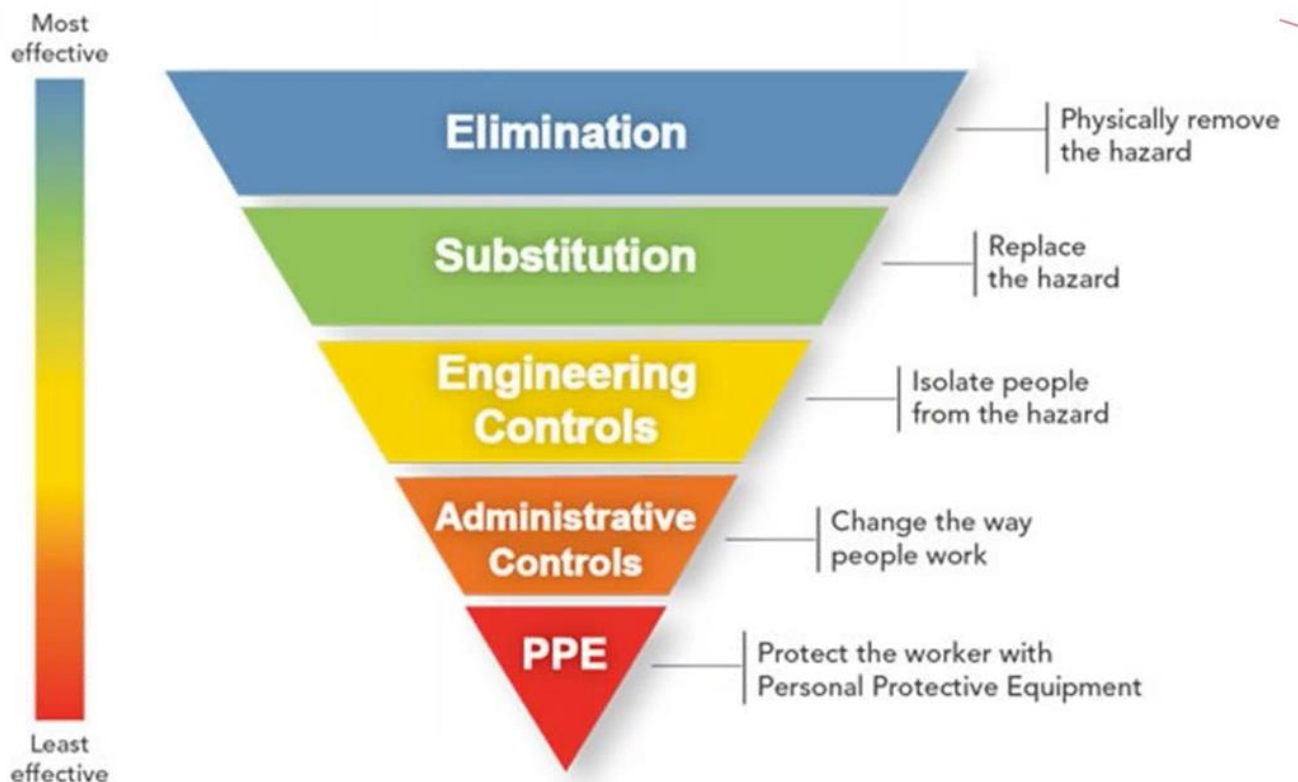 Most
effective
Elimination
Physically remove
the hazard
Substitution
Replace
the hazard
Engineering
Controls
Isolate people
from the hazard
Administrative
Controls
Change the way
people work
PPE
Protect the worker with
Personal Protective Equipment
Least
effective